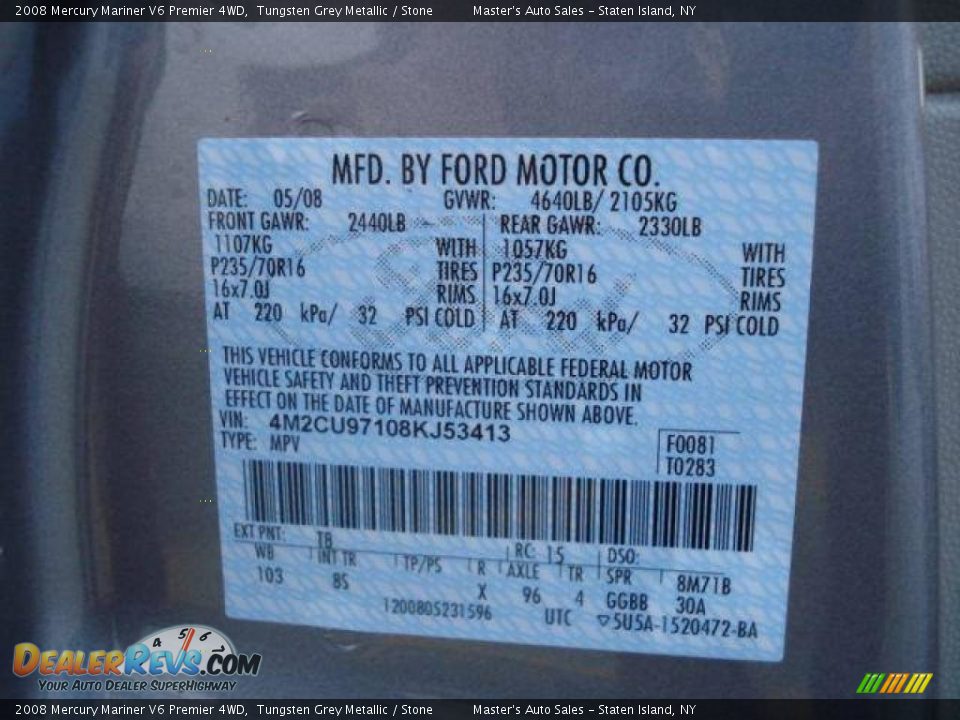 2008 Mercury Mariner V6 Premier 4WD, Tungsten Grey Metallic / Stone Master's Auto Sales - Staten Island, NY
MFD. BY FORD MOTOR CO.
DATE: 05/08 GVWR: 4640LB/ 2105KG
FRONT GAWR: 2440LB REAR GAWR: 2330LB
1107KG WITH 1057KG WITH
P235/70R16 TIRES P235/70R16 TIRES
16x7.0J RIMS 16x7.0J RIMS
AT 220 kPa/ 32 PSI COLD AT 220 kPa/ 32 PSI COLD
THIS VEHICLE CONFORMS TO ALL APPLICABLE FEDERAL MOTOR
VEHICLE SAFETY AND THEFT PREVENTION STANDARDS IN
EFFECT ON THE DATE OF MANUFACTURE SHOWN ABOVE.
VIN: 4M2CU97108KJ53413
TYPE: MPV
F0081
T0283
EXT PNT: T8 RC: 15 DSO:
WB INT TR TP/PS R AXLE TR SPR 8M71B
103 8S X 96 4 GGBB 30A
1200805231596 UTC ▽5U5A-1520472-BA
4 5 6
DEALERREVS.COM
YOUR AUTO DEALER SUPERHIGHWAY
2008 Mercury Mariner V6 Premier 4WD, Tungsten Grey Metallic / Stone Master's Auto Sales - Staten Island, NY